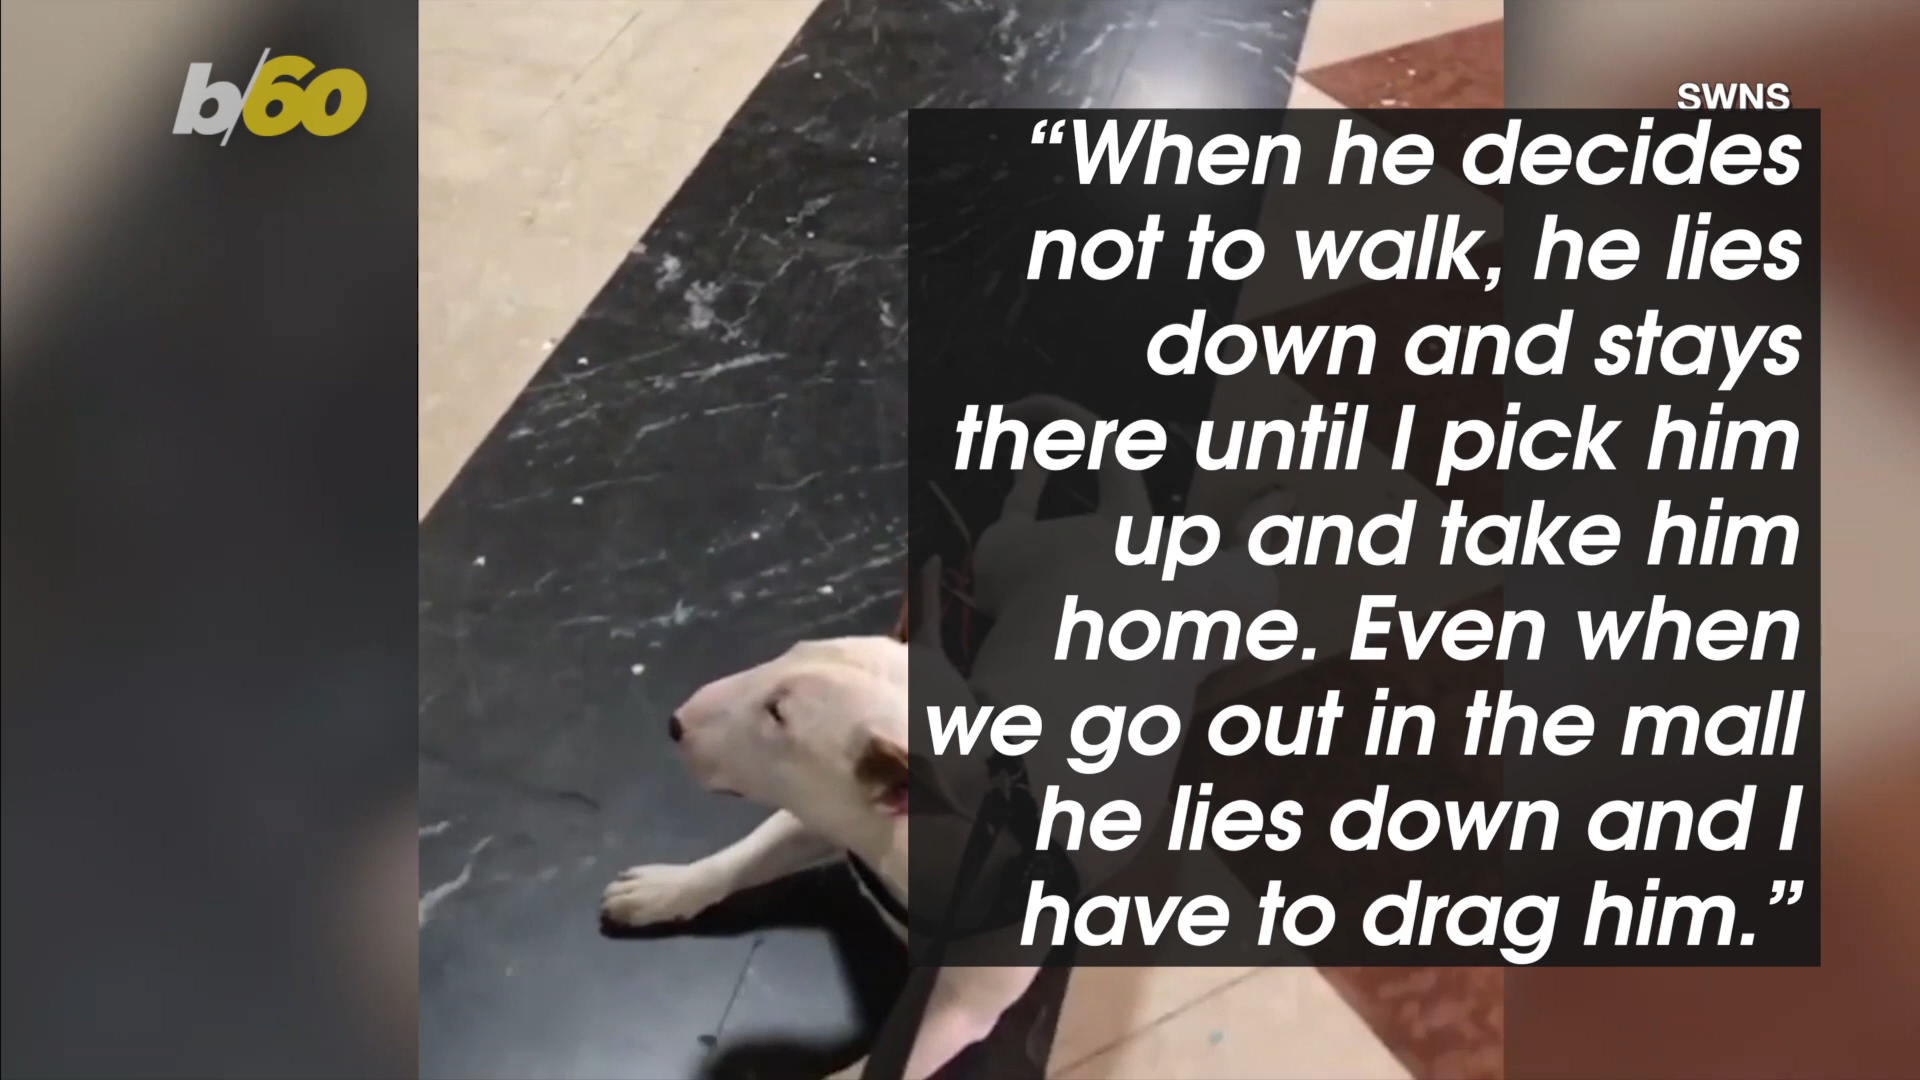 b/60
SWNS
“When he decides
not to walk, he lies
down and stays
there until I pick him
up and take him
home. Even when
we go out in the mall
he lies down and I
have to drag him.”